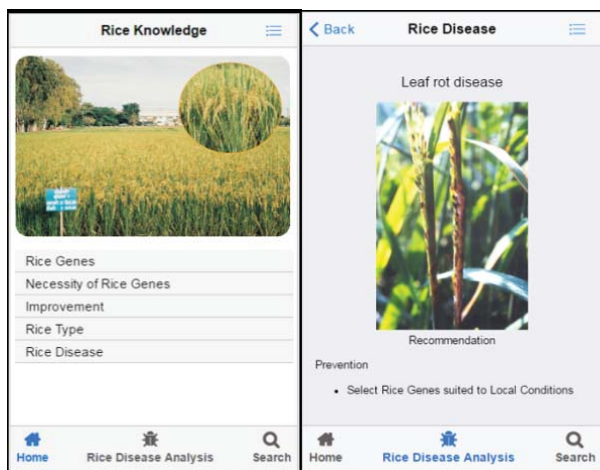 Rice Knowledge
Rice Genes
Necessity of Rice Genes
Improvement
Rice Type
Rice Disease
Home
Rice Disease Analysis
Search
Back
Rice Disease
Leaf rot disease
Recommendation
Prevention
• Select Rice Genes suited to Local Conditions
Home
Rice Disease Analysis
Search